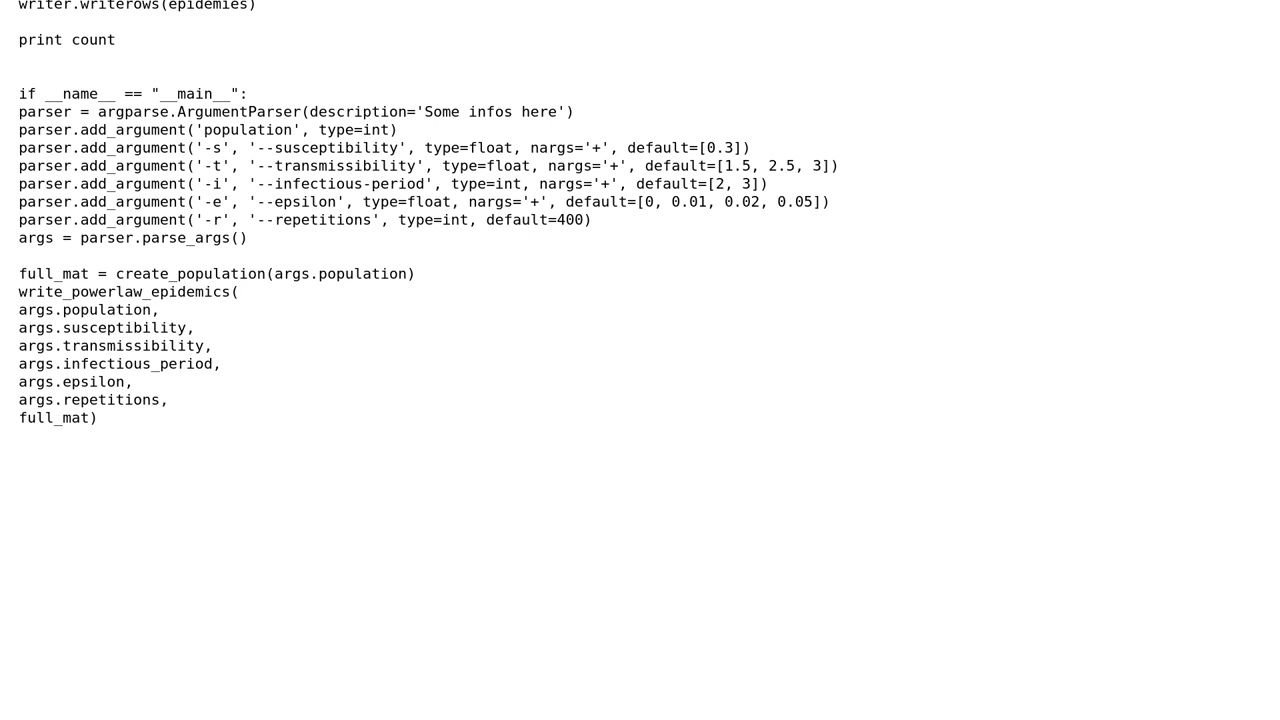 writer.writerows(epidemies)

print count


if __name__ == "__main__":
parser = argparse.ArgumentParser(description='Some infos here')
parser.add_argument('population', type=int)
parser.add_argument('-s', '--susceptibility', type=float, nargs='+', default=[0.3])
parser.add_argument('-t', '--transmissibility', type=float, nargs='+', default=[1.5, 2.5, 3])
parser.add_argument('-i', '--infectious-period', type=int, nargs='+', default=[2, 3])
parser.add_argument('-e', '--epsilon', type=float, nargs='+', default=[0, 0.01, 0.02, 0.05])
parser.add_argument('-r', '--repetitions', type=int, default=400)
args = parser.parse_args()

full_mat = create_population(args.population)
write_powerlaw_epidemics(
args.population,
args.susceptibility,
args.transmissibility,
args.infectious_period,
args.epsilon,
args.repetitions,
full_mat)